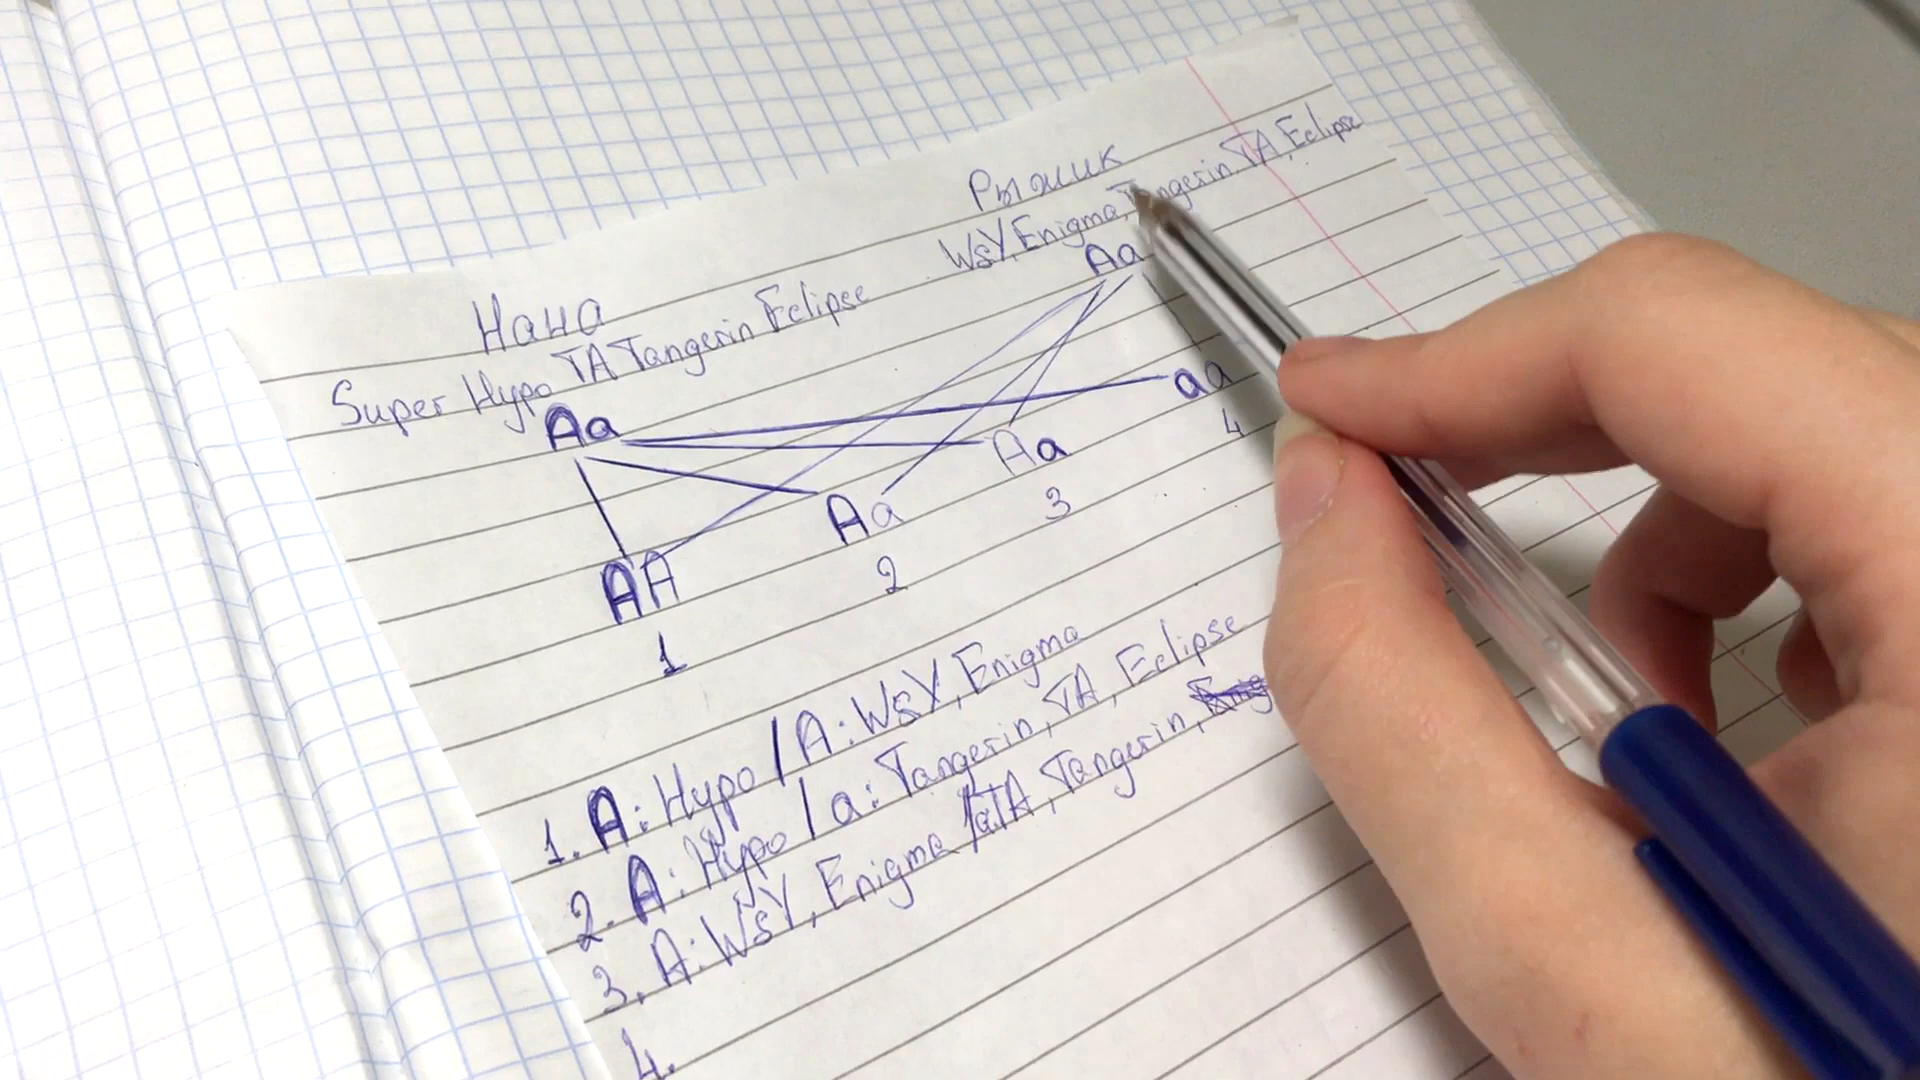 Рыжик
WsY, Enigma, Tangerin, TA, Eclipse
Aa
Нана
Super Hypo TA Tangerin Eclipse
Aa
aa
4
Aa
3
Aa
2
AA
1
1. A: Hypo / A: WsY, Enigma
2. A: Hypo / a: Tangerin, TA, Eclipse
3. A: WsY, Enigma /a: TA, Tangerin,
4.